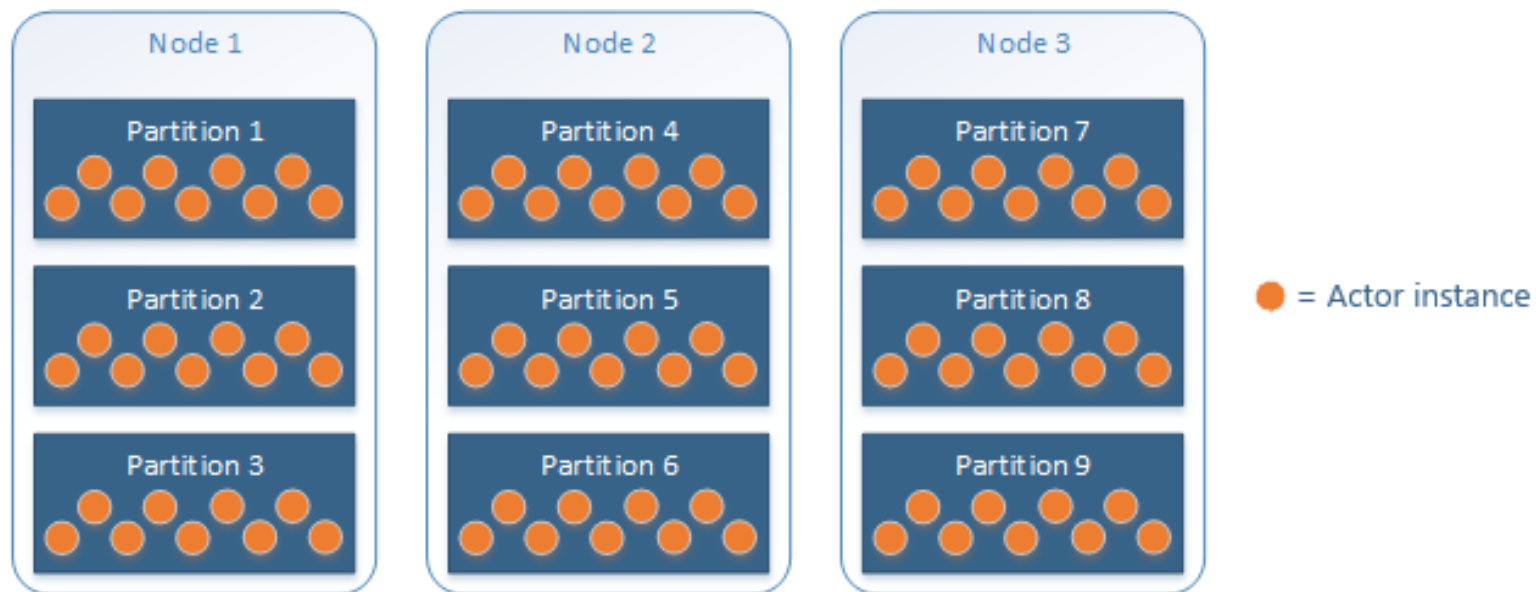 Node 1
Partition 1
Partition 2
Partition 3
Node 2
Partition 4
Partition 5
Partition 6
Node 3
Partition 7
Partition 8
Partition 9
= Actor instance